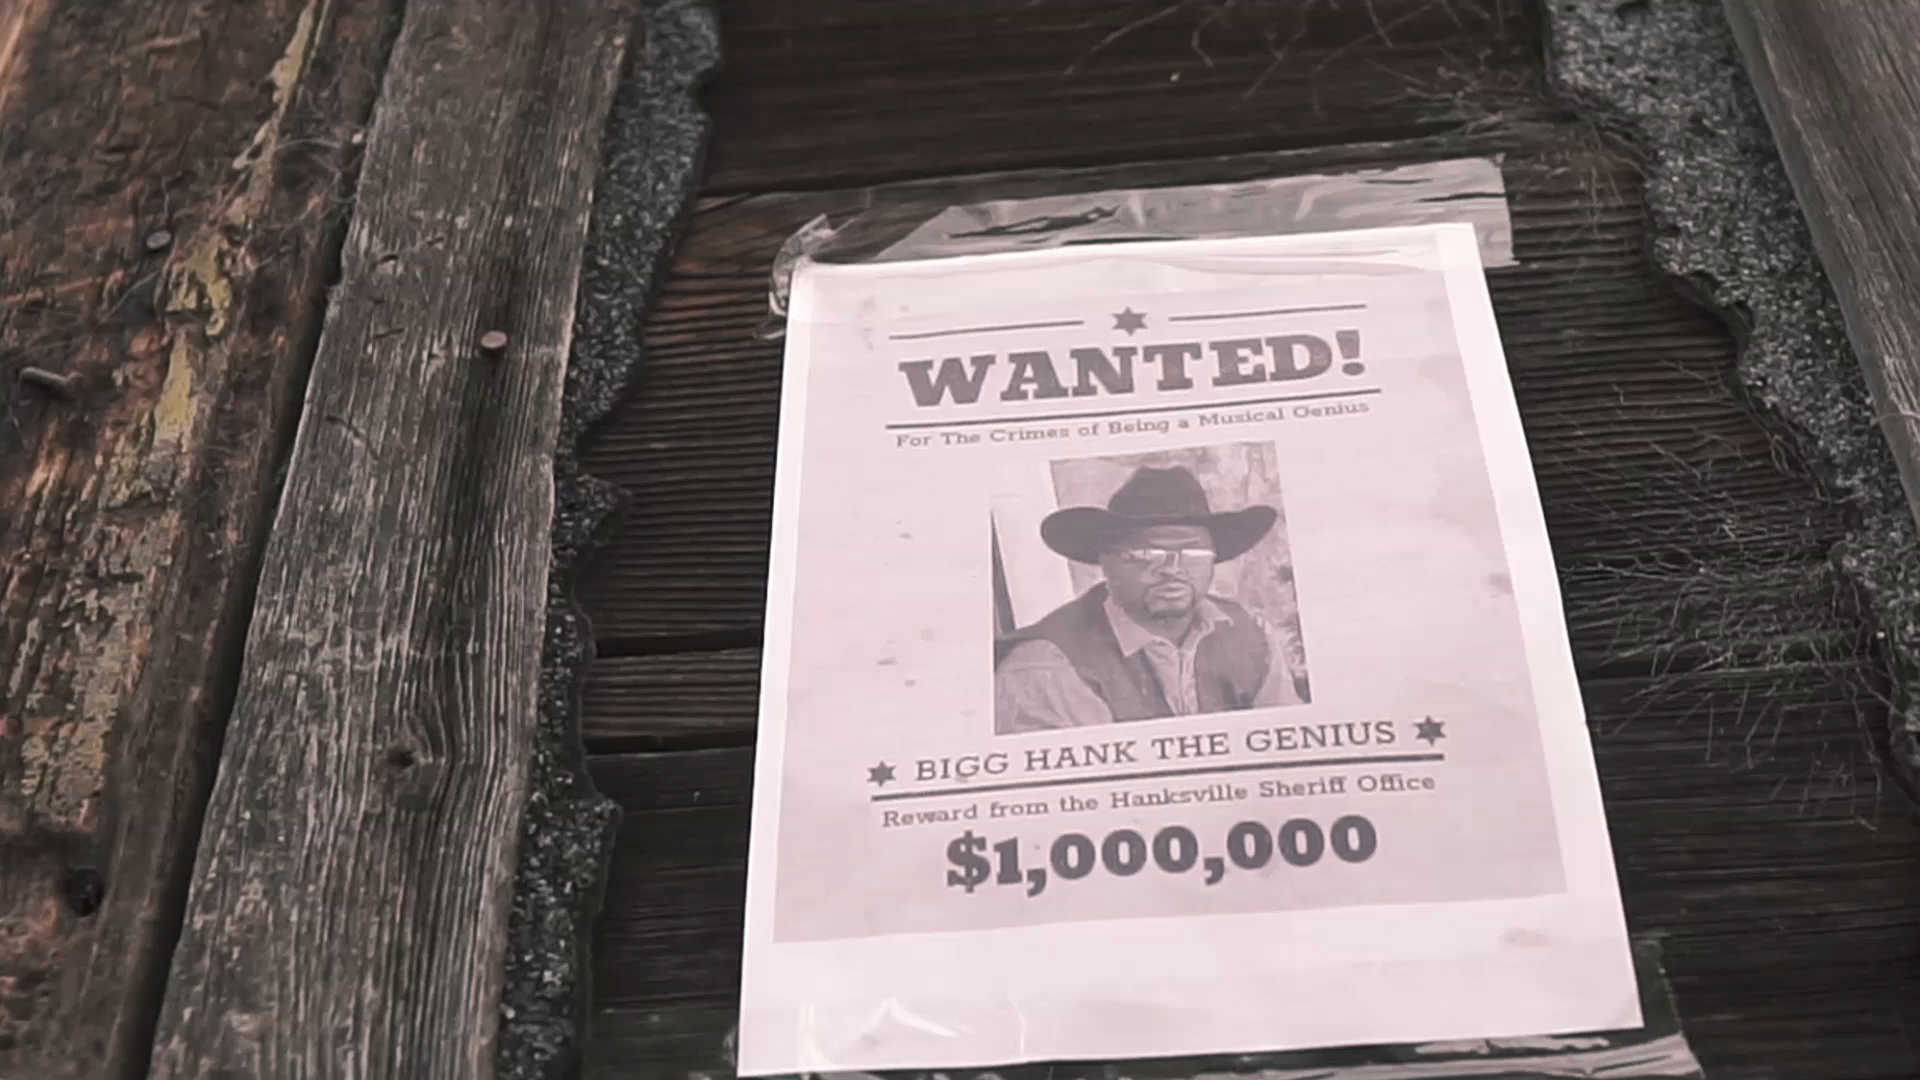 WANTED!
For The Crimes of Being a Musical Genius
BIGG HANK THE GENIUS
Reward from the Hanksville Sheriff Office
$1,000,000